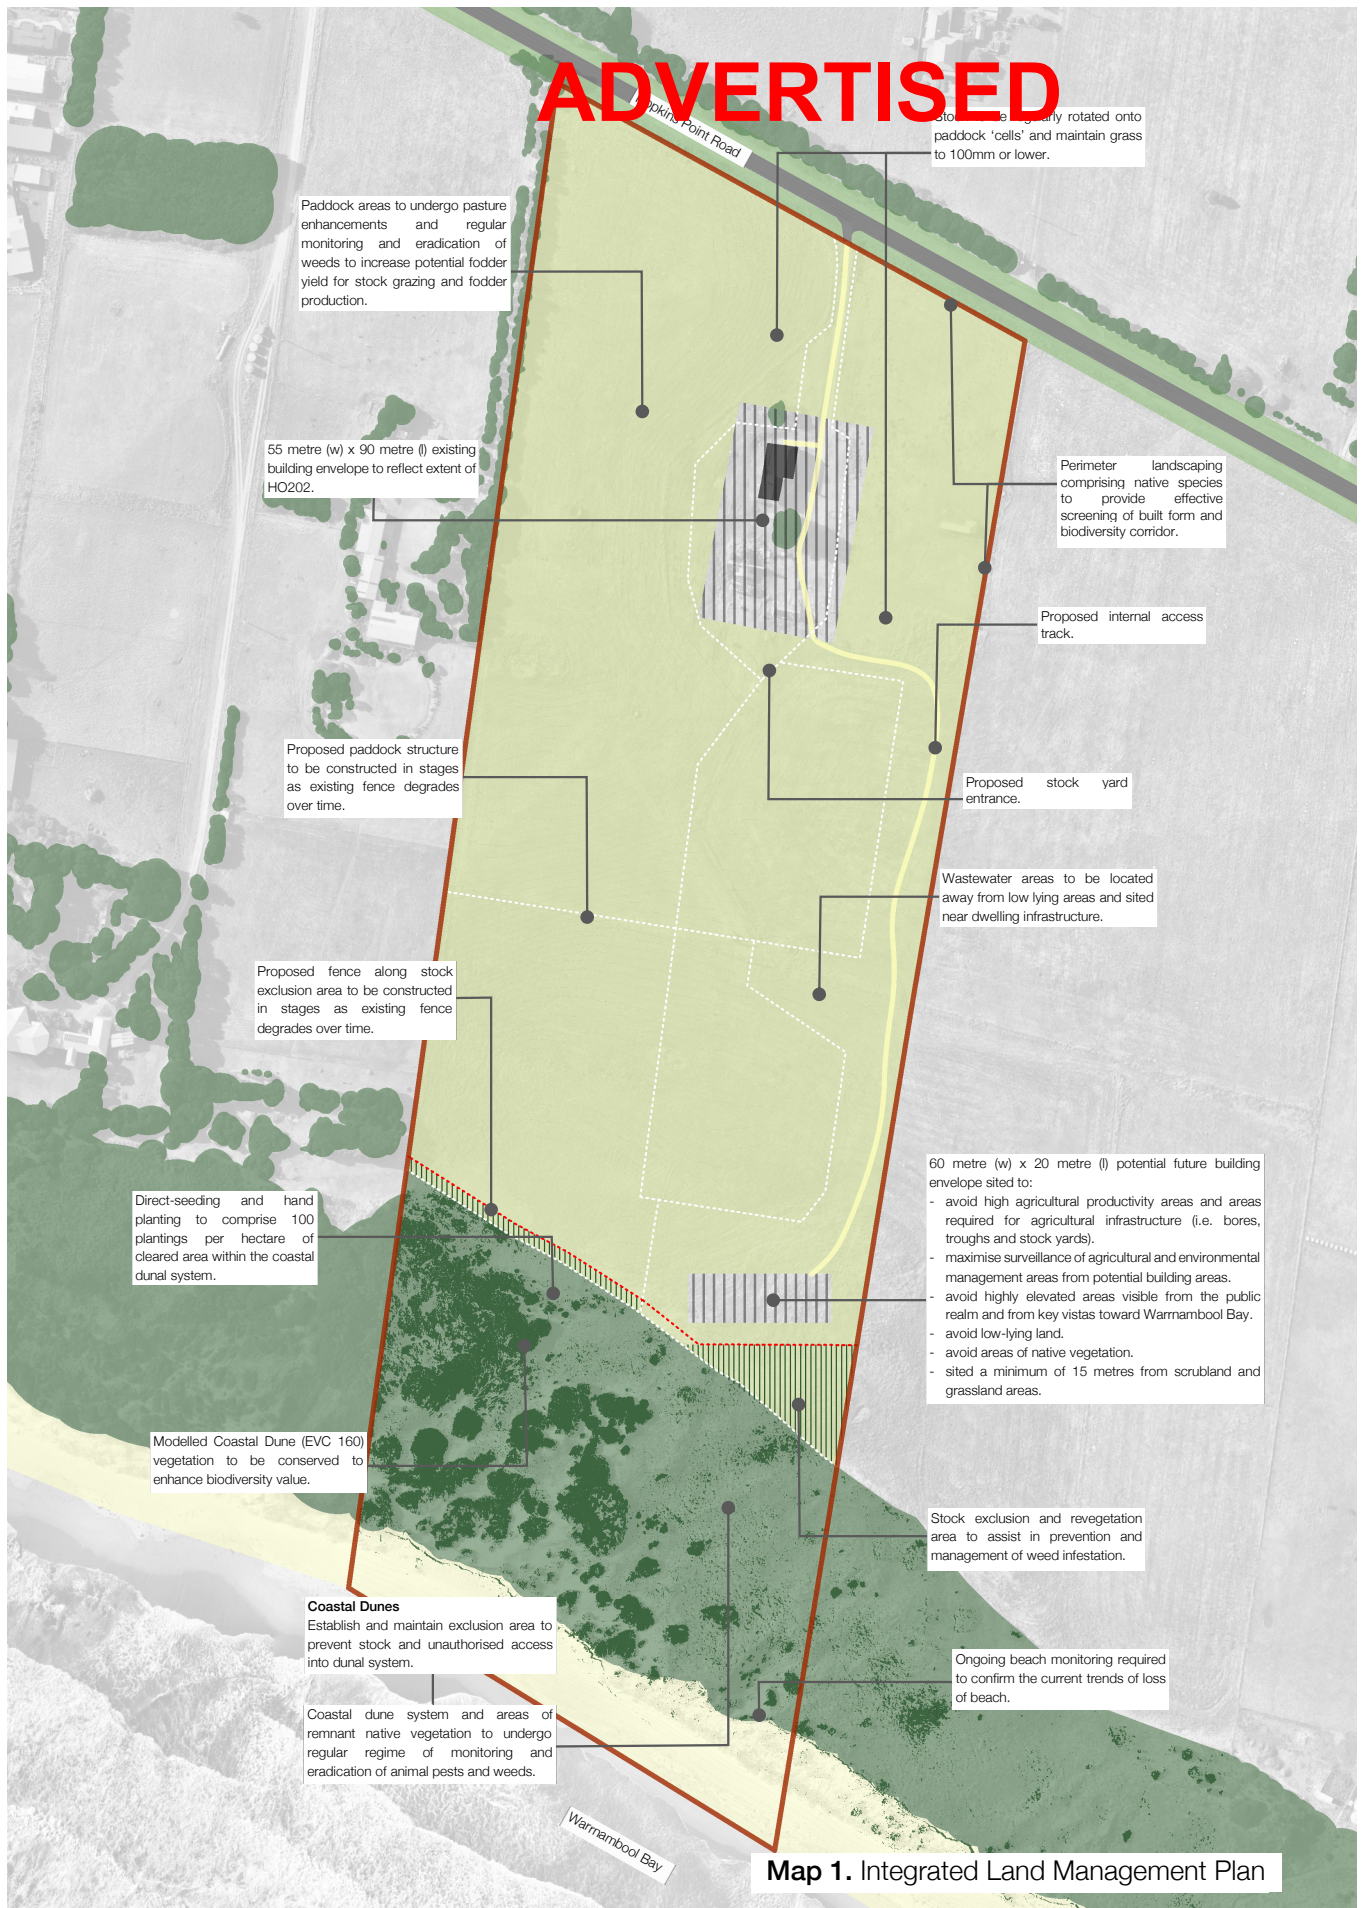 ADVERTISED
Hopkins Point Road
paddock ‘cells’ and maintain grass
to 100mm or lower.
Paddock areas to undergo pasture
enhancements and regular
monitoring and eradication of
weeds to increase potential fodder
yield for stock grazing and fodder
production.
55 metre (w) x 90 metre (l) existing
building envelope to reflect extent of
HO202.
Perimeter landscaping
comprising native species
to provide effective
screening of built form and
biodiversity corridor.
Proposed internal access
track.
Proposed paddock structure
to be constructed in stages
as existing fence degrades
over time.
Proposed stock yard
entrance.
Wastewater areas to be located
away from low lying areas and sited
near dwelling infrastructure.
Proposed fence along stock
exclusion area to be constructed
in stages as existing fence
degrades over time.
60 metre (w) x 20 metre (l) potential future building
envelope sited to:
- avoid high agricultural productivity areas and areas
required for agricultural infrastructure (i.e. bores,
troughs and stock yards).
- maximise surveillance of agricultural and environmental
management areas from potential building areas.
- avoid highly elevated areas visible from the public
realm and from key vistas toward Warrnambool Bay.
- avoid low-lying land.
- avoid areas of native vegetation.
- sited a minimum of 15 metres from scrubland and
grassland areas.
Direct-seeding and hand
planting to comprise 100
plantings per hectare of
cleared area within the coastal
dunal system.
Modelled Coastal Dune (EVC 160)
vegetation to be conserved to
enhance biodiversity value.
Stock exclusion and revegetation
area to assist in prevention and
management of weed infestation.
Coastal Dunes
Establish and maintain exclusion area to
prevent stock and unauthorised access
into dunal system.
Ongoing beach monitoring required
to confirm the current trends of loss
of beach.
Coastal dune system and areas of
remnant native vegetation to undergo
regular regime of monitoring and
eradication of animal pests and weeds.
Warrnambool Bay
Map 1. Integrated Land Management Plan